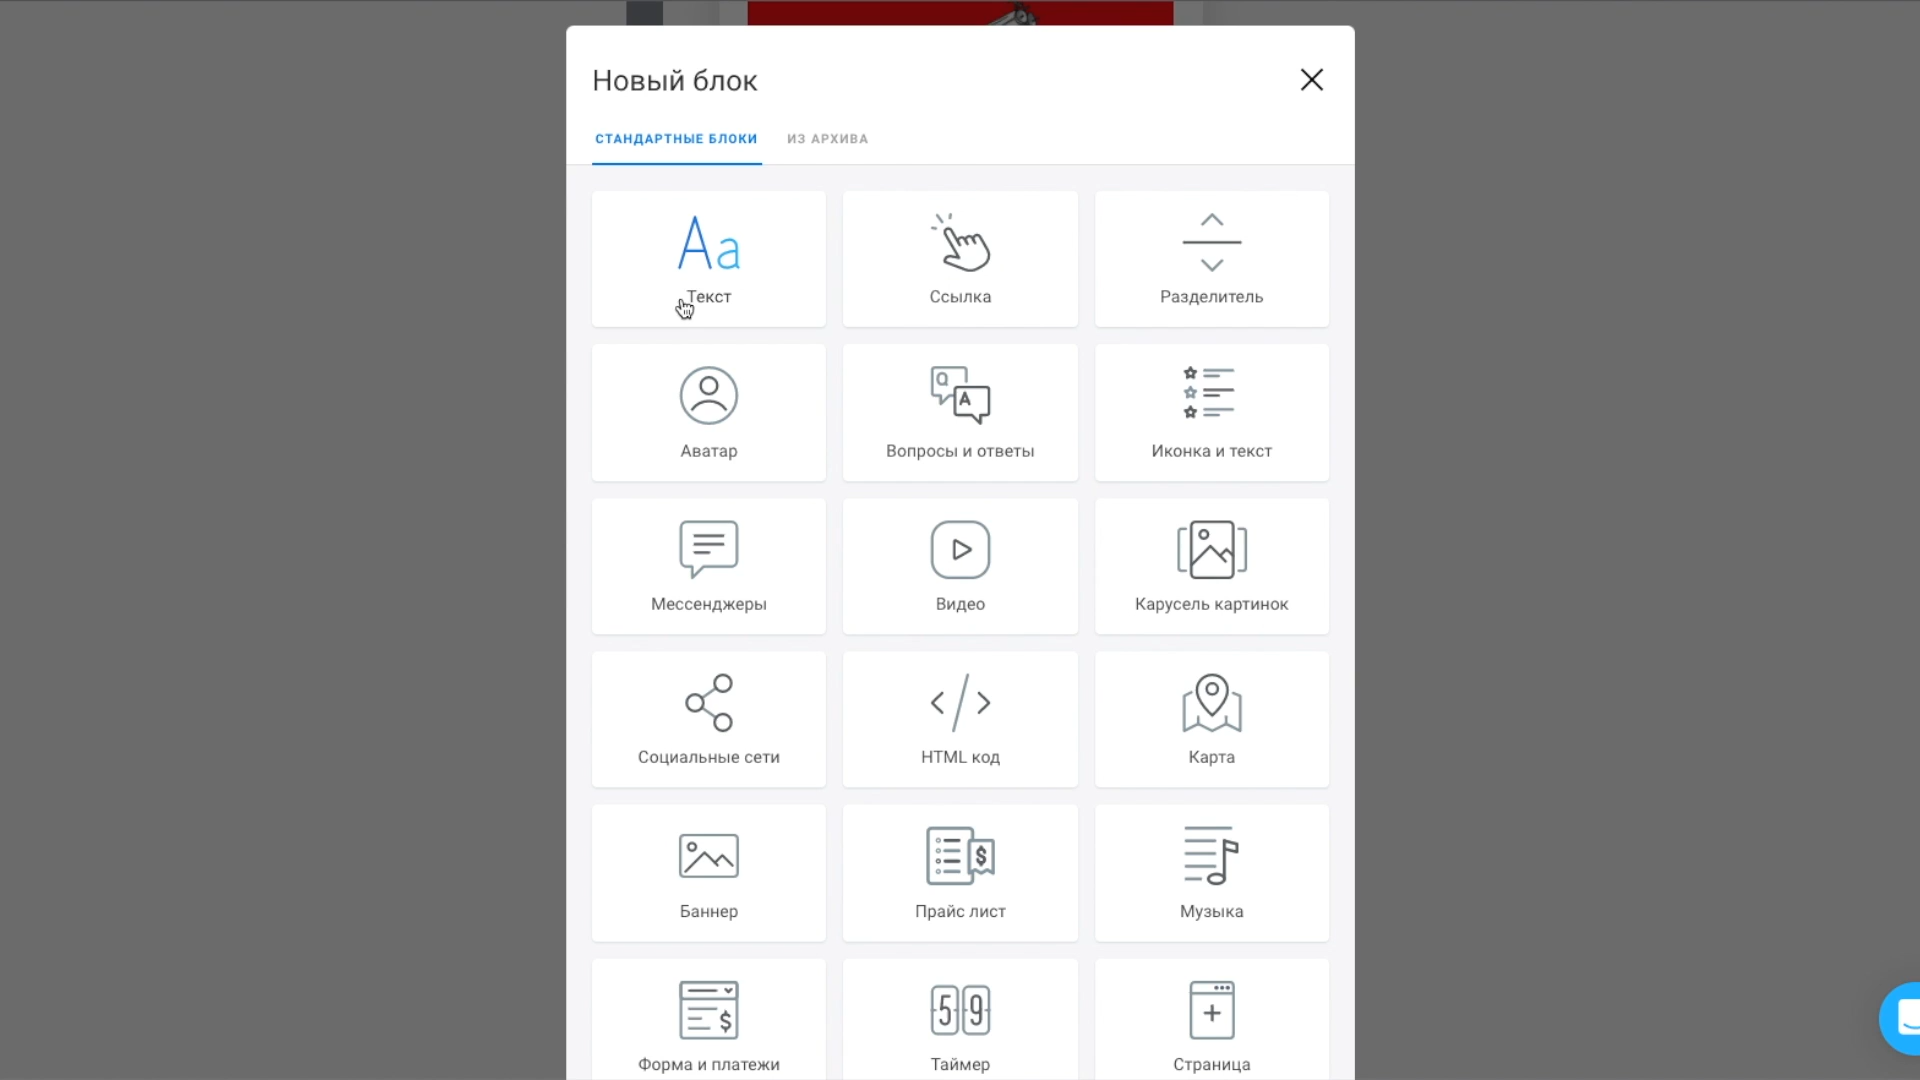 Новый блок
СТАНДАРТНЫЕ БЛОКИ ИЗ АРХИВА
Aa
Текст
Ссылка
Разделитель
Аватар
Q A
Вопросы и ответы
Иконка и текст
Мессенджеры
Видео
Карусель картинок
Социальные сети
</>
HTML код
Карта
Баннер
$
Прайс лист
Музыка
$
Форма и платежи
59
Таймер
Страница